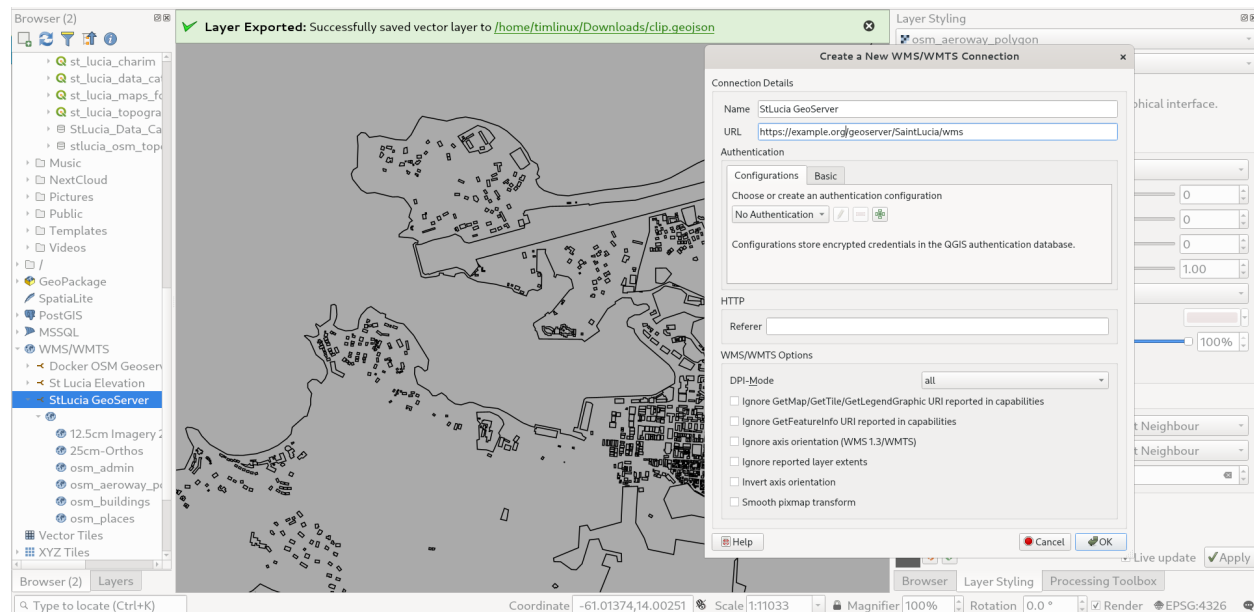 Browser (2)
Layer Exported: Successfully saved vector layer to /home/timlinux/Downloads/clip.geojson
Layer Styling
osm_aeroway_polygon
st_lucia_charim
st_lucia_data_ca
st_lucia_maps_fo
st_lucia_topogra
StLucia_Data_Ca
stlucia_osm_topo
Music
NextCloud
Pictures
Public
Templates
Videos
/
GeoPackage
SpatiaLite
PostGIS
MSSQL
WMS/WMTS
Docker OSM Geoserv
St Lucia Elevation
StLucia GeoServer
12.5cm Imagery 2
25cm-Orthos
osm_admin
osm_aeroway_po
osm_buildings
osm_places
Vector Tiles
XYZ Tiles
Browser (2) Layers
Create a New WMS/WMTS Connection
Connection Details
Name StLucia GeoServer
URL https://example.org/geoserver/SaintLucia/wms
Authentication
Configurations Basic
Choose or create an authentication configuration
No Authentication
Configurations store encrypted credentials in the QGIS authentication database.
HTTP
Referer
WMS/WMTS Options
DPI-Mode all
Ignore GetMap/GetTile/GetLegendGraphic URI reported in capabilities
Ignore GetFeatureInfo URI reported in capabilities
Ignore axis orientation (WMS 1.3/WMTS)
Ignore reported layer extents
Invert axis orientation
Smooth pixmap transform
Help Cancel OK
phical interface.
0
0
0
1.00
100%
t Neighbour
t Neighbour
Live update Apply
Browser Layer Styling Processing Toolbox
Type to locate (Ctrl+K) Coordinate -61.01374,14.00251 Scale 1:11033 Magnifier 100% Rotation 0.0 ° Render EPSG:4326